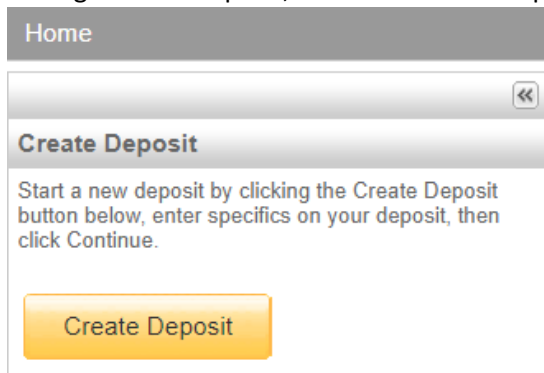 Home
Create Deposit
Start a new deposit by clicking the Create Deposit
button below, enter specifics on your deposit, then
click Continue.
Create Deposit